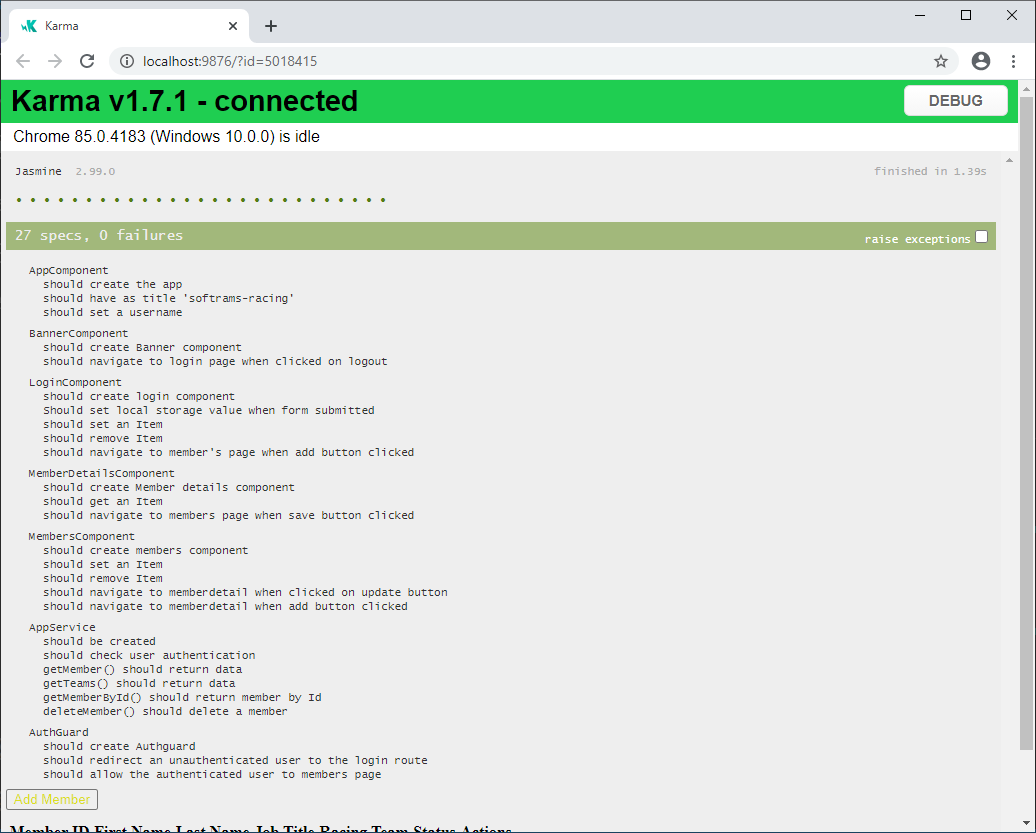 Karma
localhost:9876/?id=5018415
Karma v1.7.1 - connected
DEBUG
Chrome 85.0.4183 (Windows 10.0.0) is idle
Jasmine 2.99.0
finished in 1.39s
27 specs, 0 failures
raise exceptions
AppComponent
should create the app
should have as title 'softrams-racing'
should set a username
BannerComponent
should create Banner component
should navigate to login page when clicked on logout
LoginComponent
should create login component
Should set local storage value when form submitted
should set an Item
should remove Item
should navigate to member's page when add button clicked
MemberDetailsComponent
should create Member details component
should get an Item
should navigate to members page when save button clicked
MembersComponent
should create members component
should set an Item
should remove Item
should navigate to memberdetail when clicked on update button
should navigate to memberdetail when add button clicked
AppService
should be created
should check user authentication
getMember() should return data
getTeams() should return data
getMemberById() should return member by Id
deleteMember() should delete a member
AuthGuard
should create Authguard
should redirect an unauthenticated user to the login route
should allow the authenticated user to members page
Add Member
Member ID First Name Last Name Job Title Racing Team Status Actions